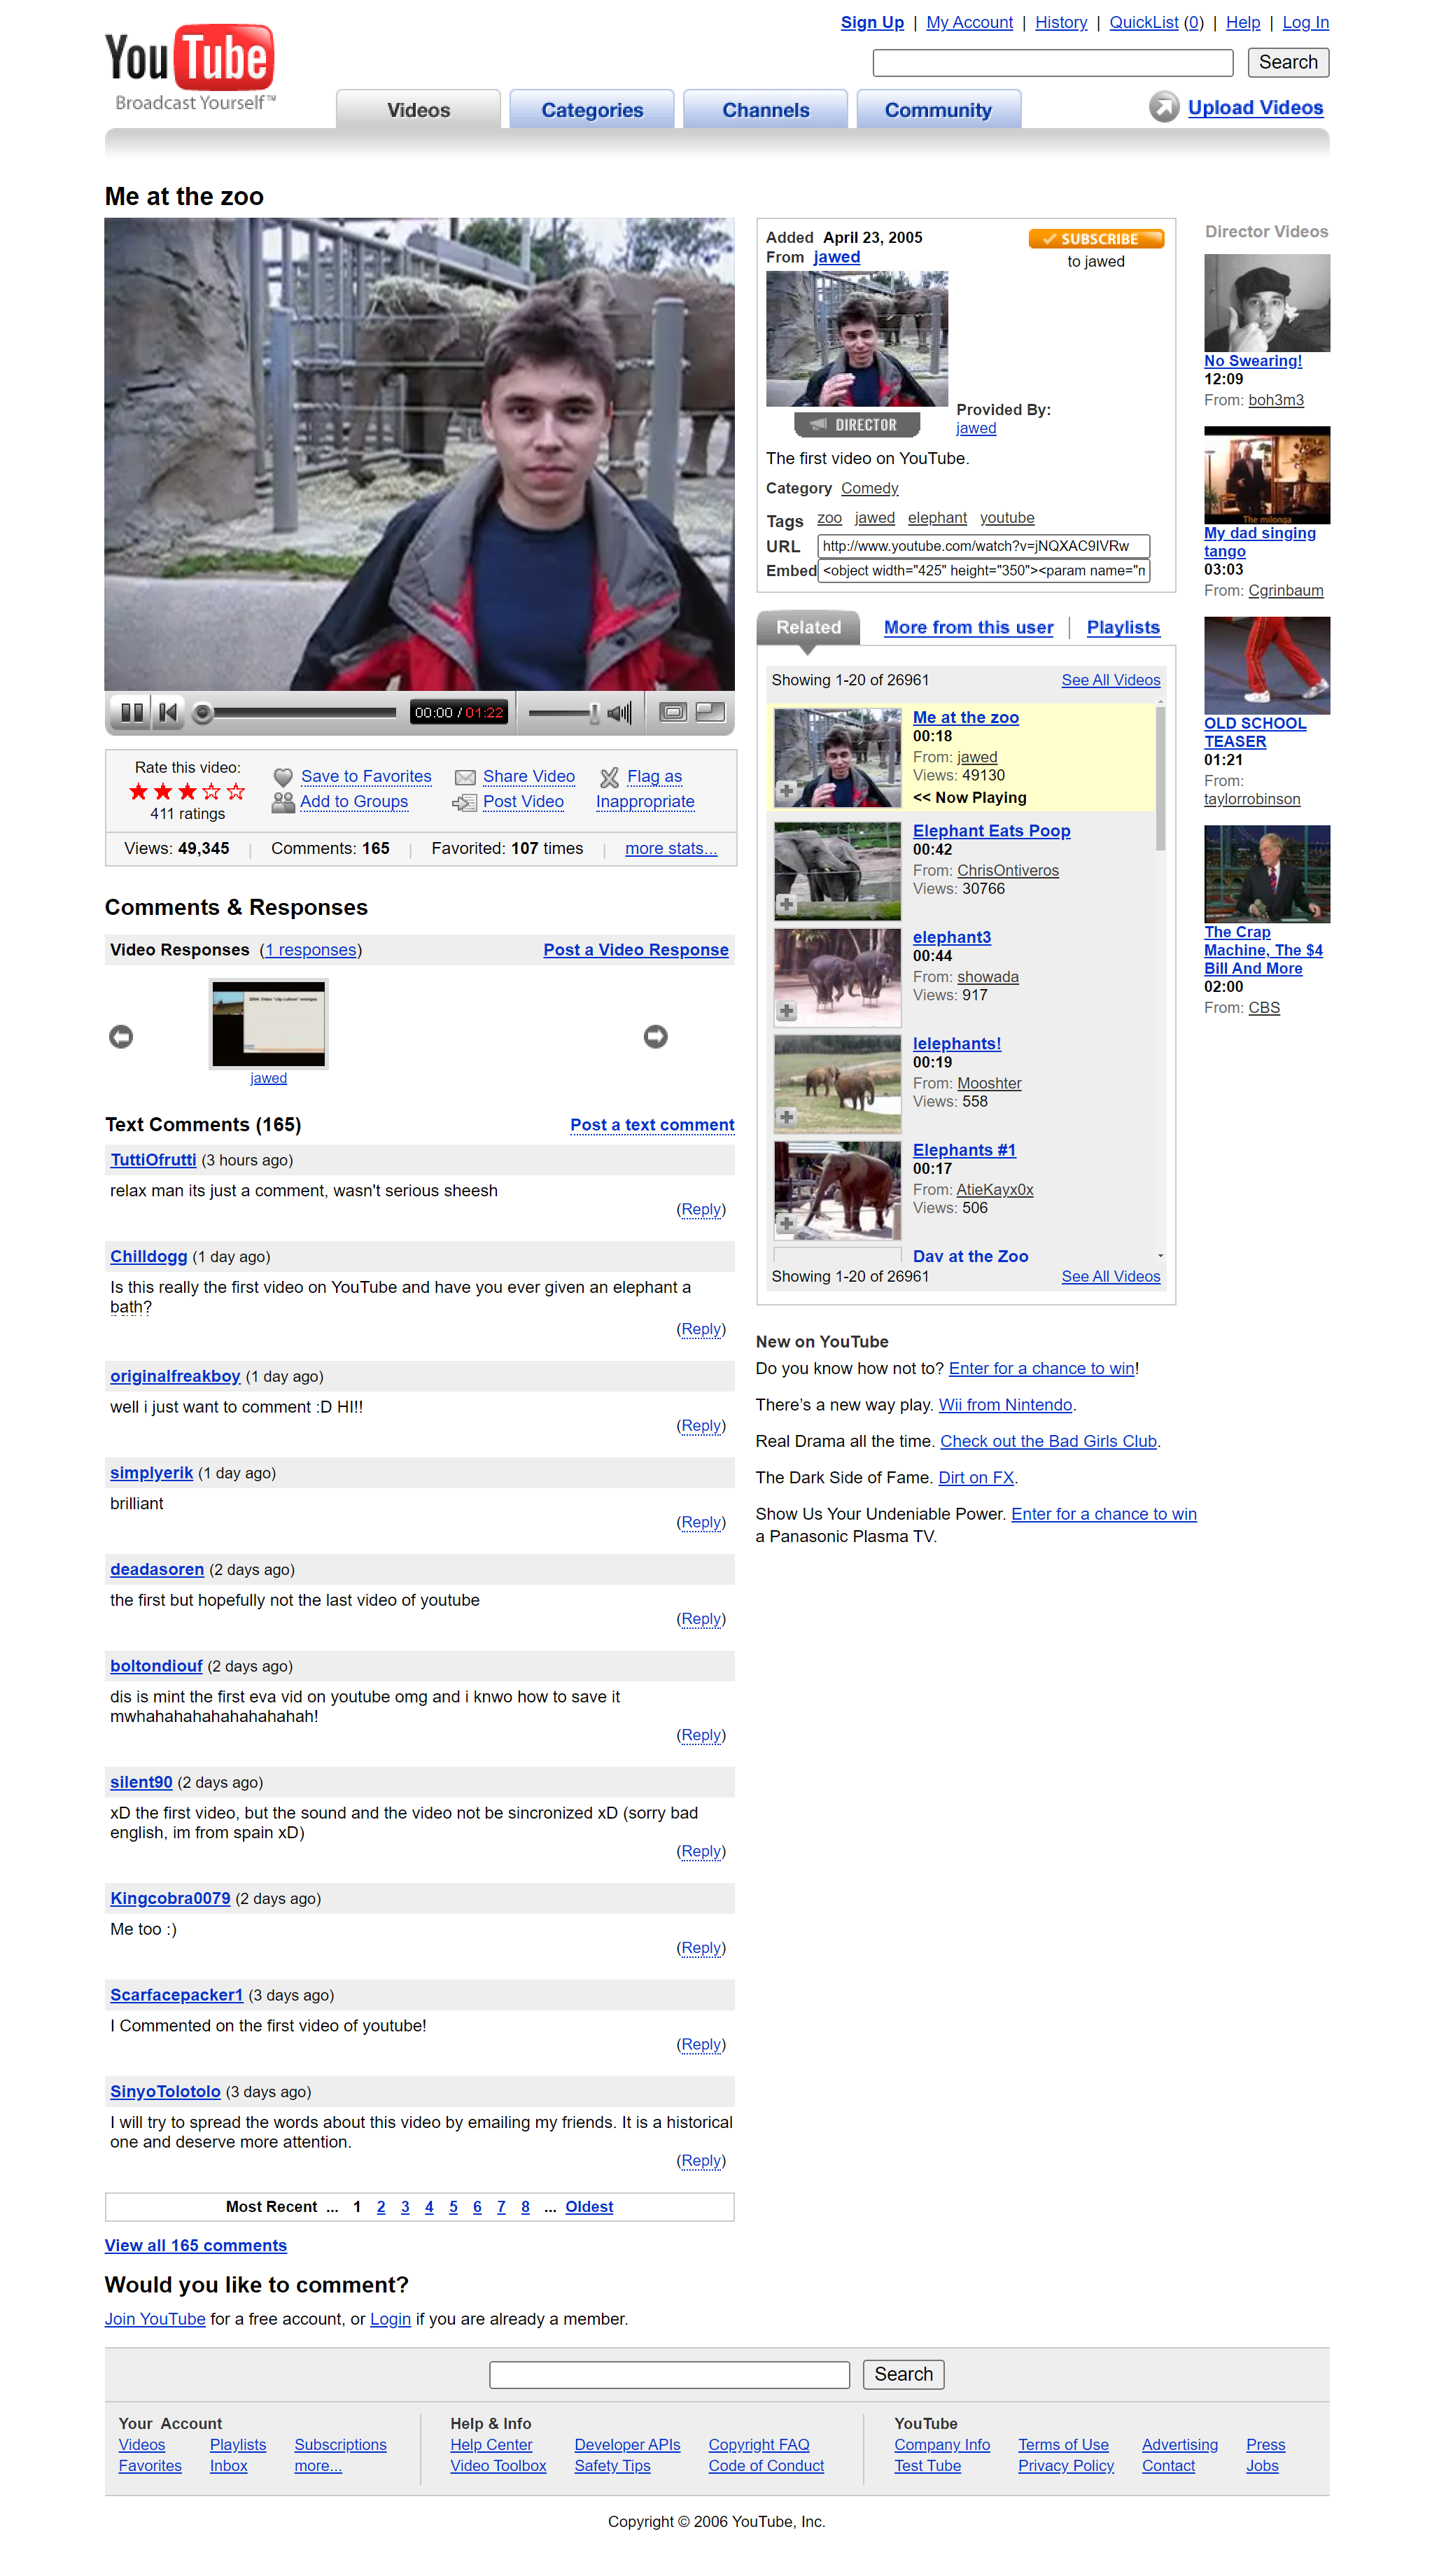 Sign Up | My Account | History | QuickList (0) | Help | Log In
YouTube
Broadcast Yourself™
Search
Videos
Categories
Channels
Community
Upload Videos
Me at the zoo
00:00 / 01:22
Rate this video:
411 ratings
Save to Favorites
Add to Groups
Share Video
Post Video
Flag as
Inappropriate
Views: 49,345
Comments: 165
Favorited: 107 times
more stats...
Comments & Responses
Video Responses (1 responses)
Post a Video Response
2004: Video "clip culture" emerges
jawed
Text Comments (165)
Post a text comment
TuttiOfrutti (3 hours ago)
relax man its just a comment, wasn't serious sheesh
(Reply)
Chilldogg (1 day ago)
Is this really the first video on YouTube and have you ever given an elephant a
bath?
(Reply)
originalfreakboy (1 day ago)
well i just want to comment :D HI!!
(Reply)
simplyerik (1 day ago)
brilliant
(Reply)
deadasoren (2 days ago)
the first but hopefully not the last video of youtube
(Reply)
boltondiouf (2 days ago)
dis is mint the first eva vid on youtube omg and i knwo how to save it
mwhahahahahahahahah!
(Reply)
silent90 (2 days ago)
xD the first video, but the sound and the video not be sincronized xD (sorry bad
english, im from spain xD)
(Reply)
Kingcobra0079 (2 days ago)
Me too :)
(Reply)
Scarfacepacker1 (3 days ago)
I Commented on the first video of youtube!
(Reply)
SinyoTolotolo (3 days ago)
I will try to spread the words about this video by emailing my friends. It is a historical
one and deserve more attention.
(Reply)
Most Recent ... 1 2 3 4 5 6 7 8 ... Oldest
View all 165 comments
Would you like to comment?
Join YouTube for a free account, or Login if you are already a member.
Added April 23, 2005
From jawed
SUBSCRIBE
to jawed
DIRECTOR
Provided By:
jawed
The first video on YouTube.
Category Comedy
Tags zoo jawed elephant youtube
URL http://www.youtube.com/watch?v=jNQXAC9IVRw
Embed <object width="425" height="350"><param name="n
Related
More from this user
Playlists
Showing 1-20 of 26961
See All Videos
Me at the zoo
00:18
From: jawed
Views: 49130
<< Now Playing
Elephant Eats Poop
00:42
From: ChrisOntiveros
Views: 30766
elephant3
00:44
From: showada
Views: 917
lelephants!
00:19
From: Mooshter
Views: 558
Elephants #1
00:17
From: AtieKayx0x
Views: 506
Day at the Zoo
Showing 1-20 of 26961
See All Videos
New on YouTube
Do you know how not to? Enter for a chance to win!
There's a new way play. Wii from Nintendo.
Real Drama all the time. Check out the Bad Girls Club.
The Dark Side of Fame. Dirt on FX.
Show Us Your Undeniable Power. Enter for a chance to win
a Panasonic Plasma TV.
Director Videos
No Swearing!
12:09
From: boh3m3
The milonga
My dad singing
tango
03:03
From: Cgrinbaum
OLD SCHOOL
TEASER
01:21
From:
taylorrobinson
The Crap
Machine, The $4
Bill And More
02:00
From: CBS
Search
Your Account
Videos
Playlists
Subscriptions
Favorites
Inbox
more...
Help & Info
Help Center
Developer APIs
Copyright FAQ
Video Toolbox
Safety Tips
Code of Conduct
YouTube
Company Info
Terms of Use
Advertising
Press
Test Tube
Privacy Policy
Contact
Jobs
Copyright © 2006 YouTube, Inc.